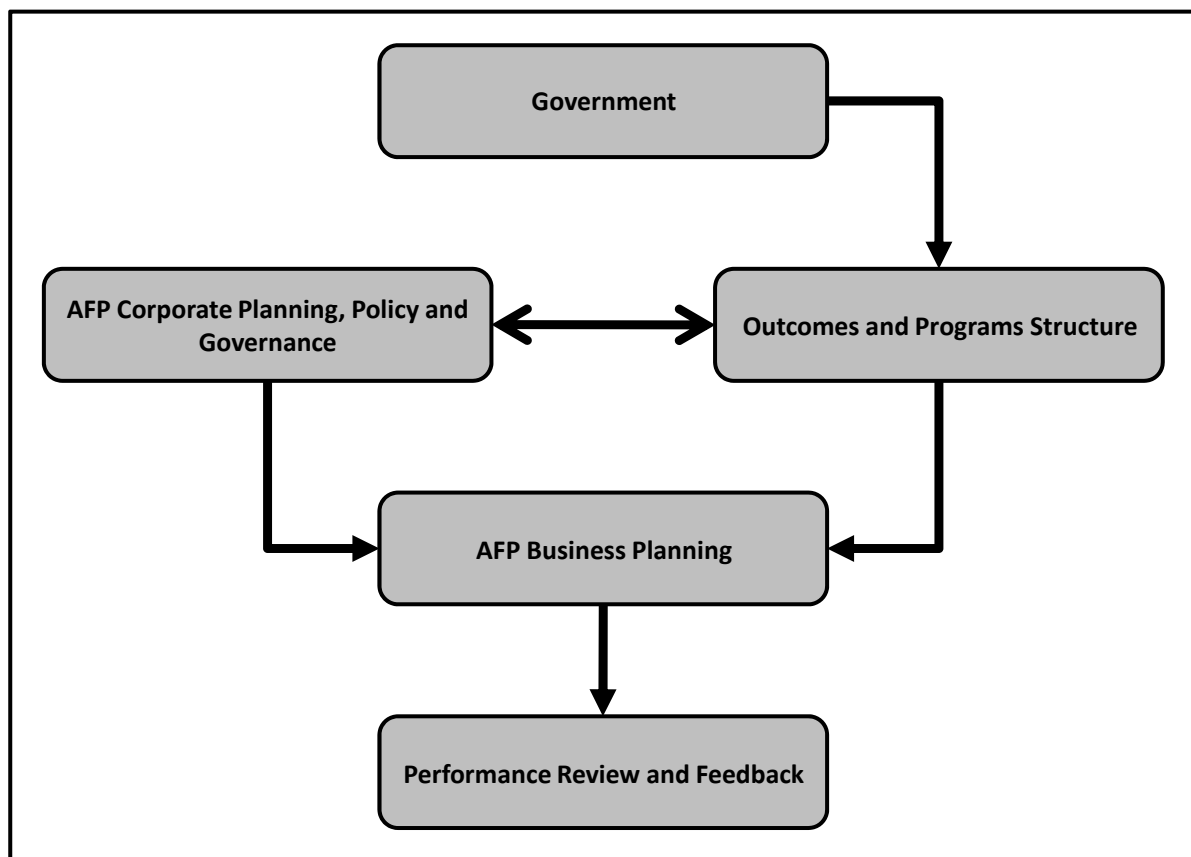 Government
AFP Corporate Planning, Policy and
Governance
Outcomes and Programs Structure
AFP Business Planning
Performance Review and Feedback